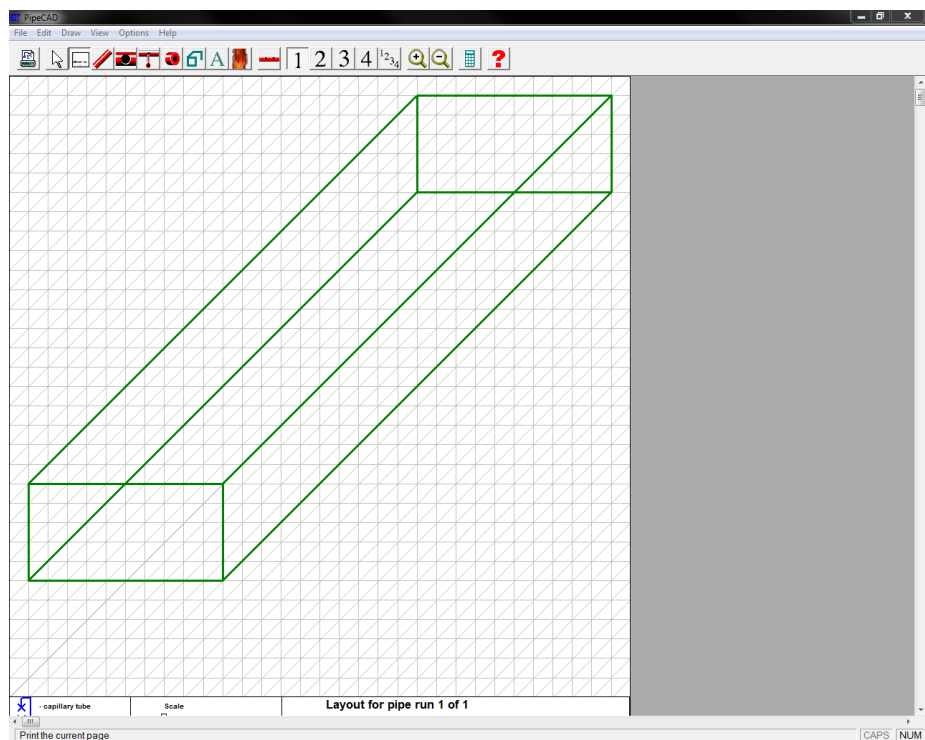 PipeCAD
File Edit Draw View Options Help
A 1 2 3 4 1234 ?
- capillary tube Scale Layout for pipe run 1 of 1
Print the current page CAPS NUM